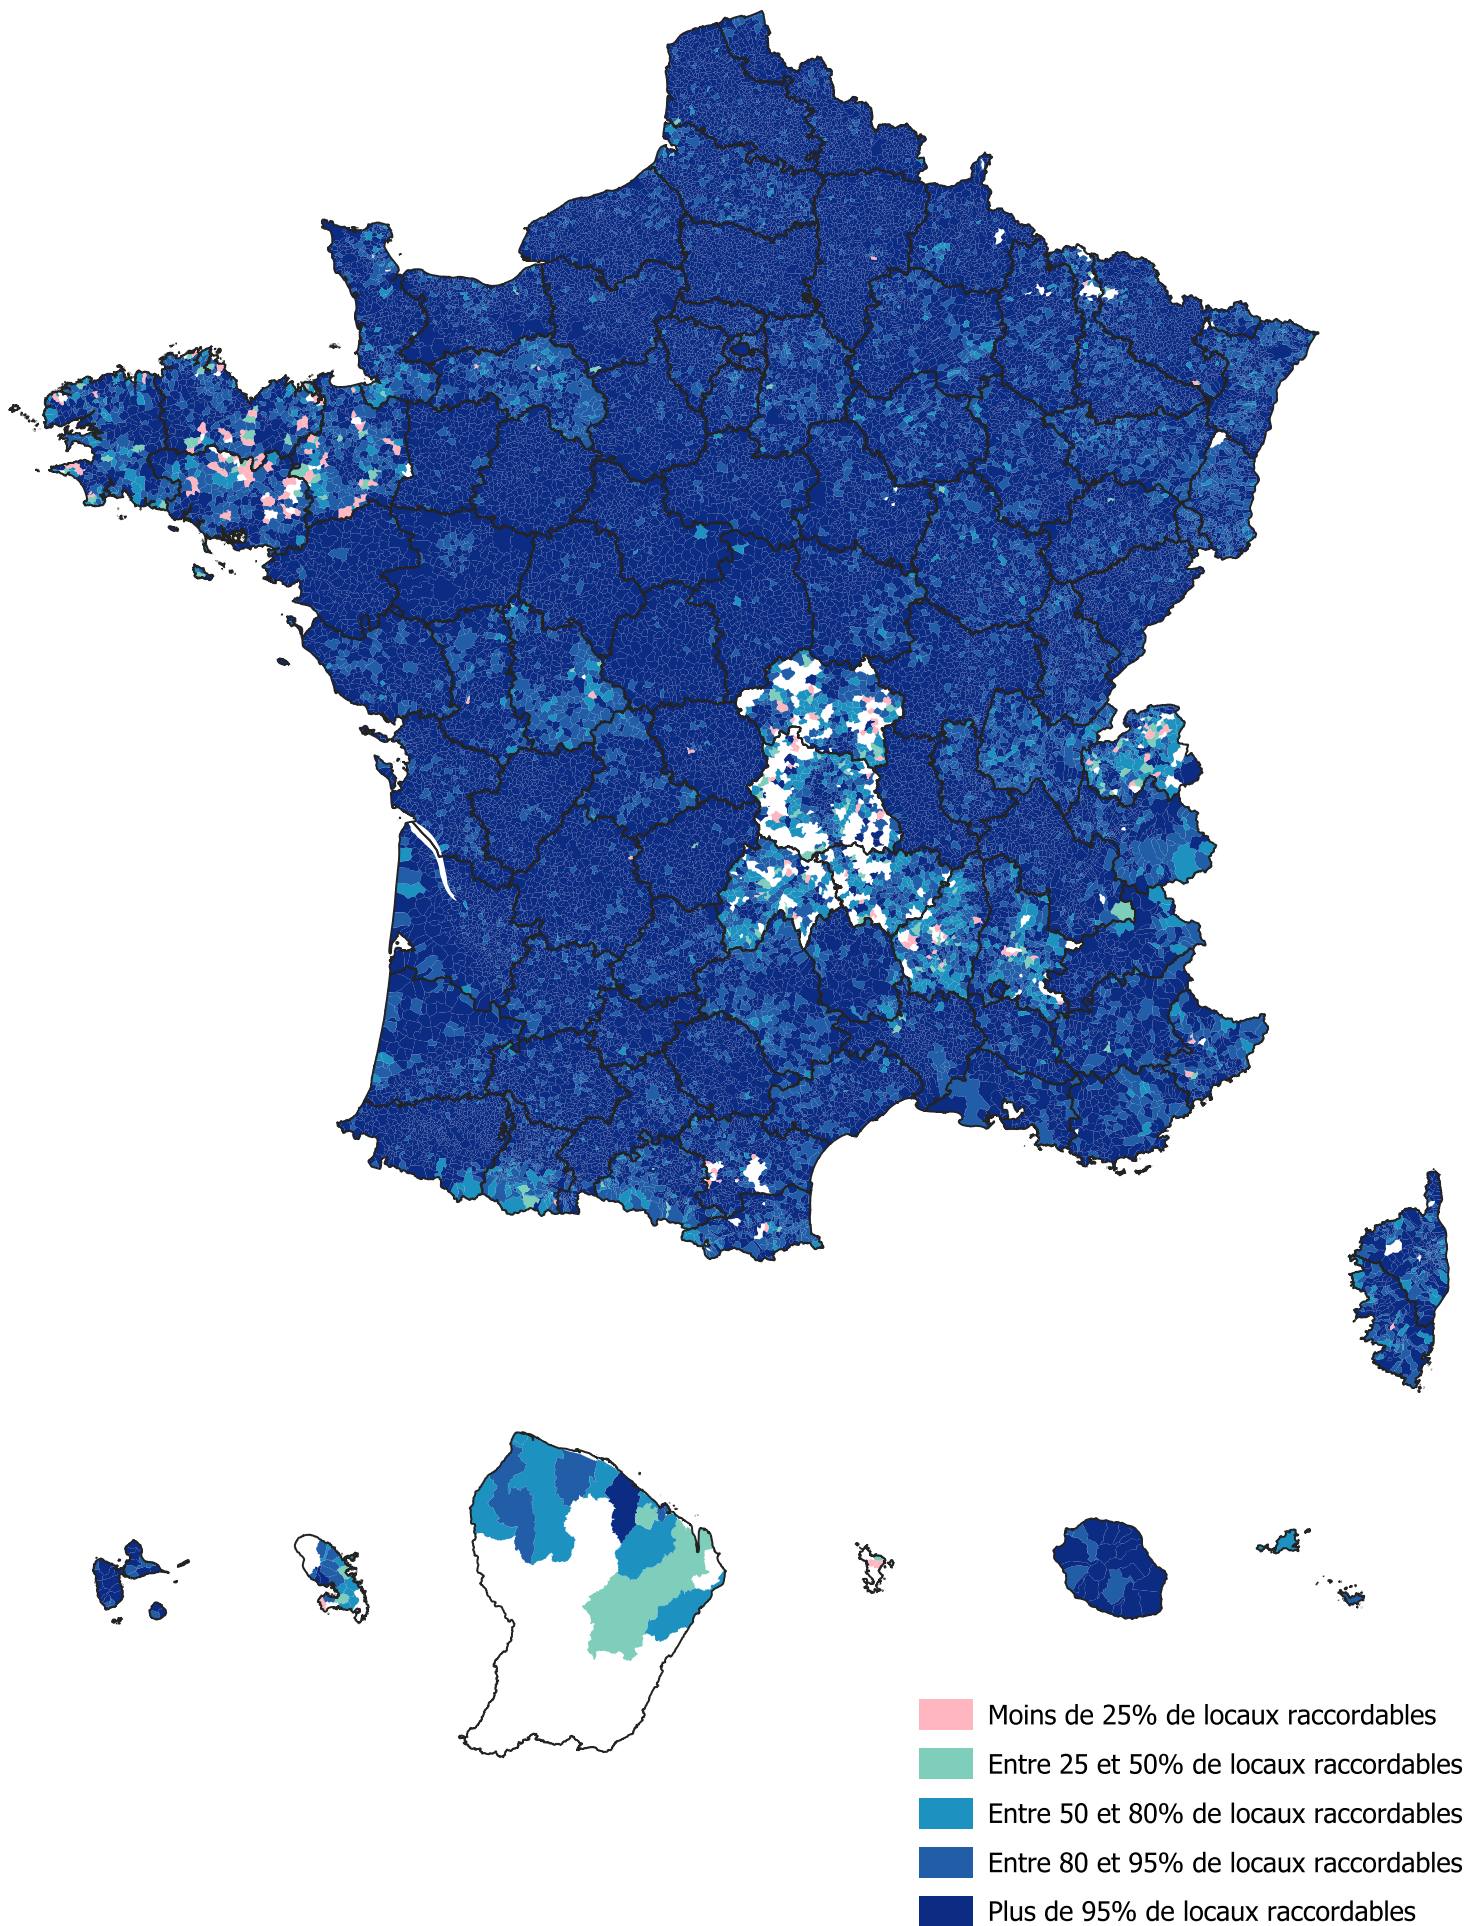 Moins de 25% de locaux raccordables
Entre 25 et 50% de locaux raccordables
Entre 50 et 80% de locaux raccordables
Entre 80 et 95% de locaux raccordables
Plus de 95% de locaux raccordables